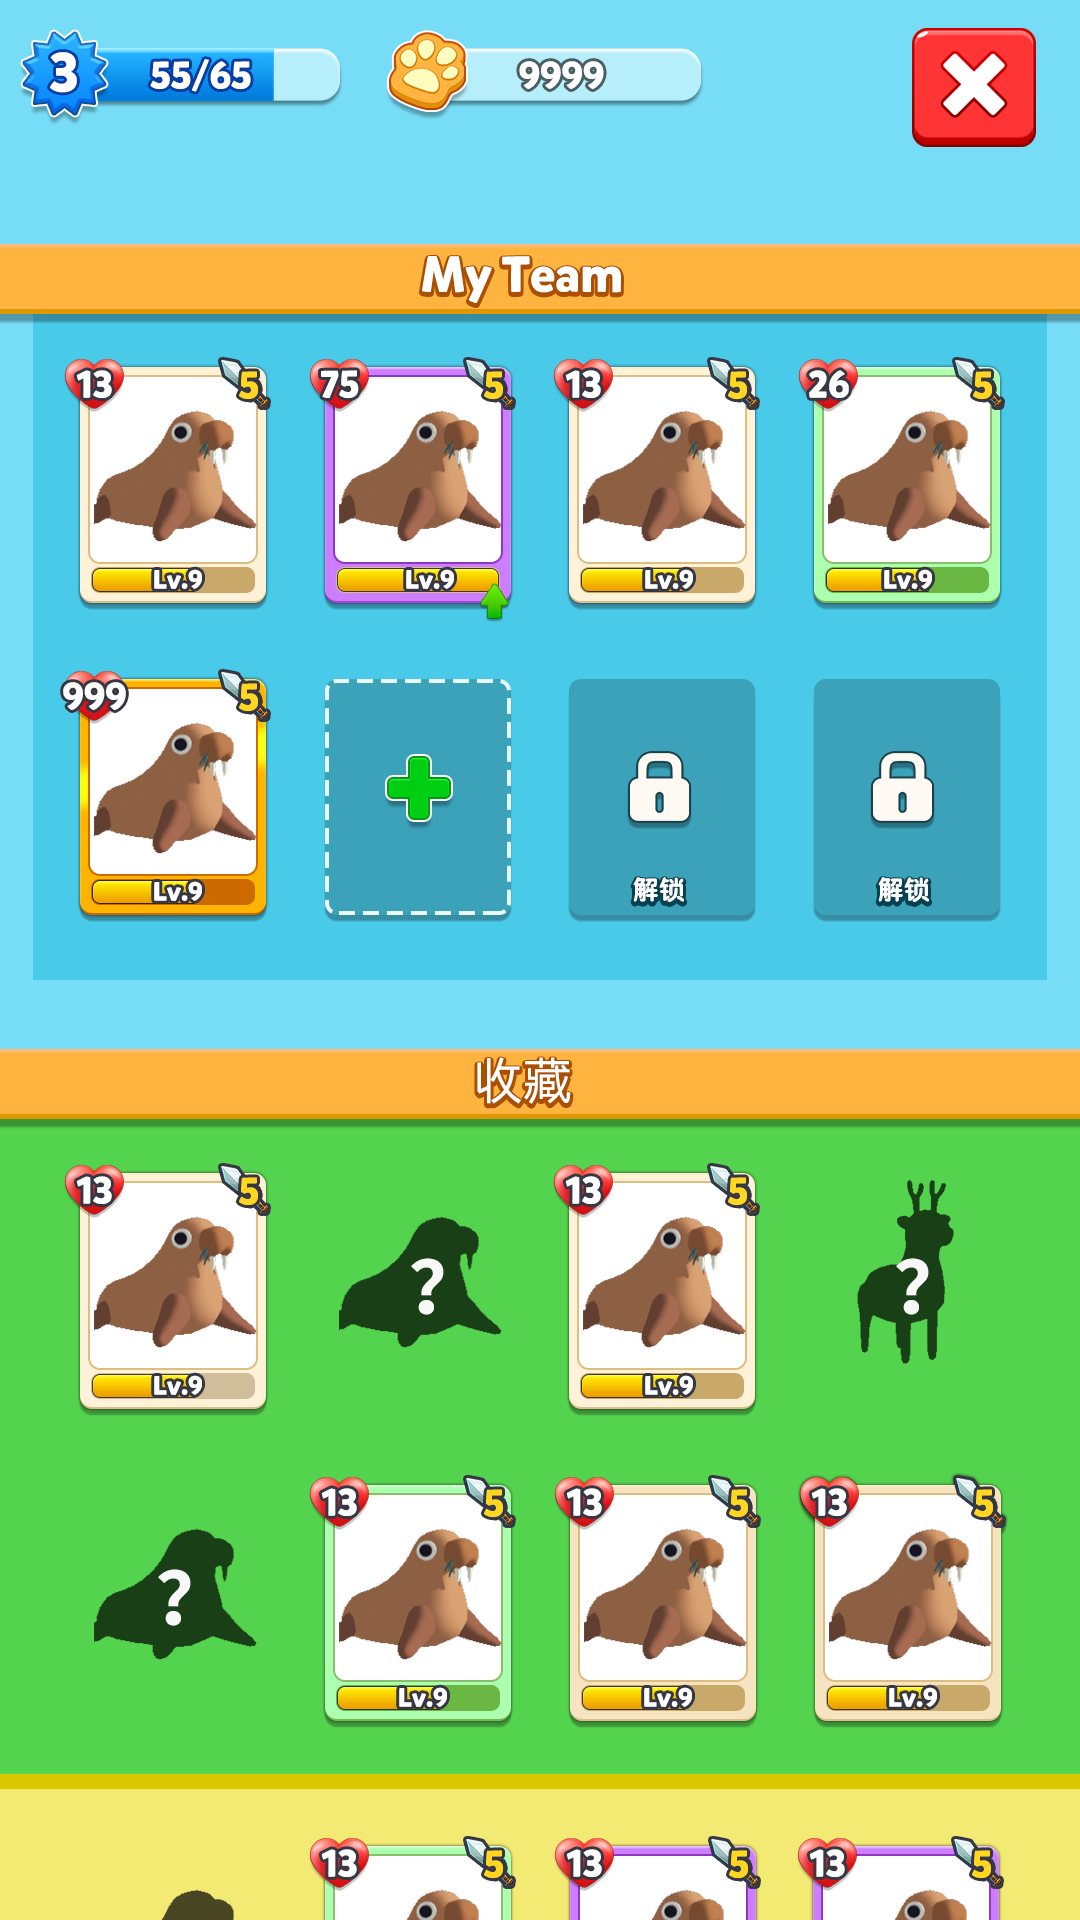 3 55/65 9999
My Team
13 5 75 5 13 5 26 5
Lv.9 Lv.9 Lv.9 Lv.9
999 5
Lv.9 解锁 解锁
收藏
13 5 ? 13 5 ?
Lv.9 Lv.9
? 13 5 13 5 13 5
Lv.9 Lv.9 Lv.9
13 5 13 5 13 5